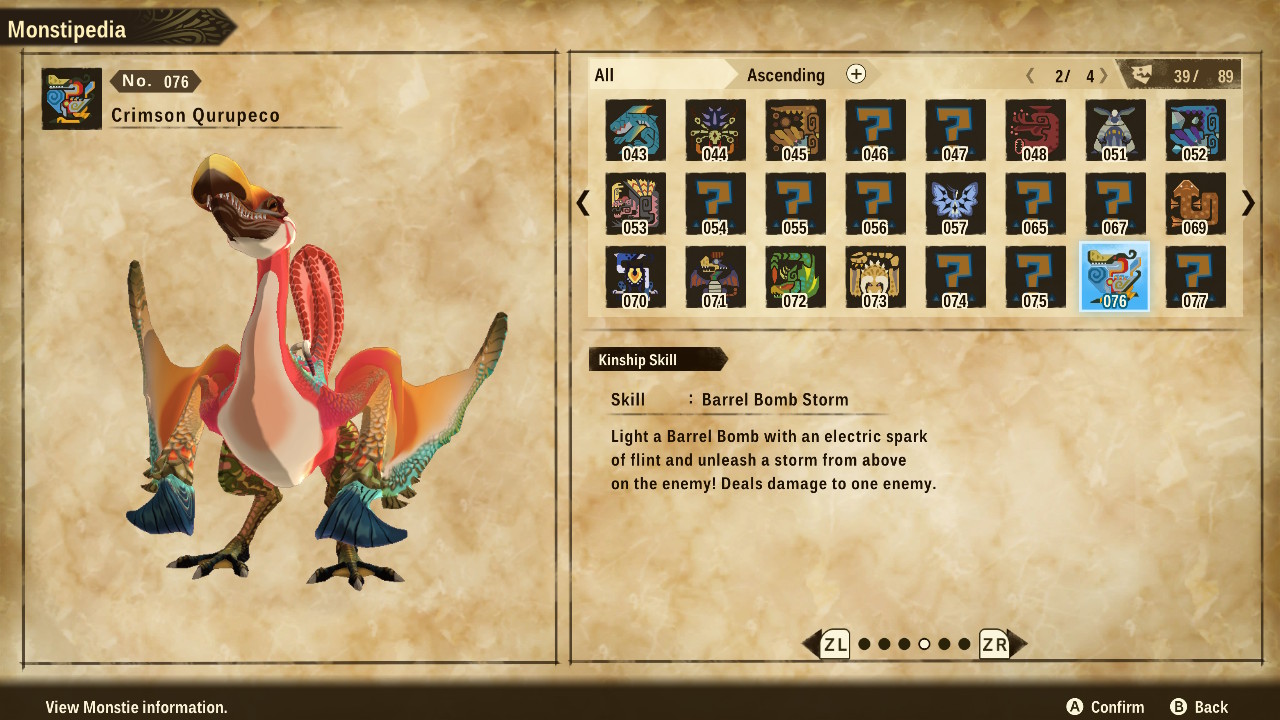 Monstipedia
No. 076
Crimson Qurupeco
All
Ascending
2/ 4
39/ 89
043 044 045 046 047 048 051 052
053 054 055 056 057 065 067 069
070 071 072 073 074 075 076 077
Kinship Skill
Skill : Barrel Bomb Storm
Light a Barrel Bomb with an electric spark
of flint and unleash a storm from above
on the enemy! Deals damage to one enemy.
ZL ZR
View Monstie information.
A Confirm B Back